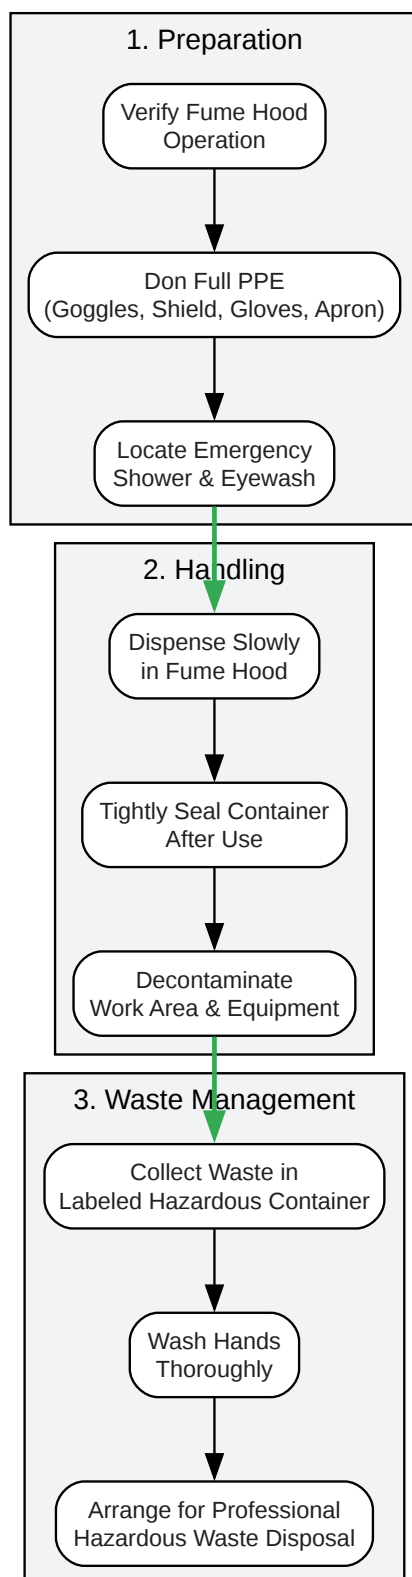 1. Preparation
Verify Fume Hood
Operation
Don Full PPE
(Goggles, Shield, Gloves, Apron)
Locate Emergency
Shower & Eyewash
2. Handling
Dispense Slowly
in Fume Hood
Tightly Seal Container
After Use
Decontaminate
Work Area & Equipment
3. Waste Management
Collect Waste in
Labeled Hazardous Container
Wash Hands
Thoroughly
Arrange for Professional
Hazardous Waste Disposal